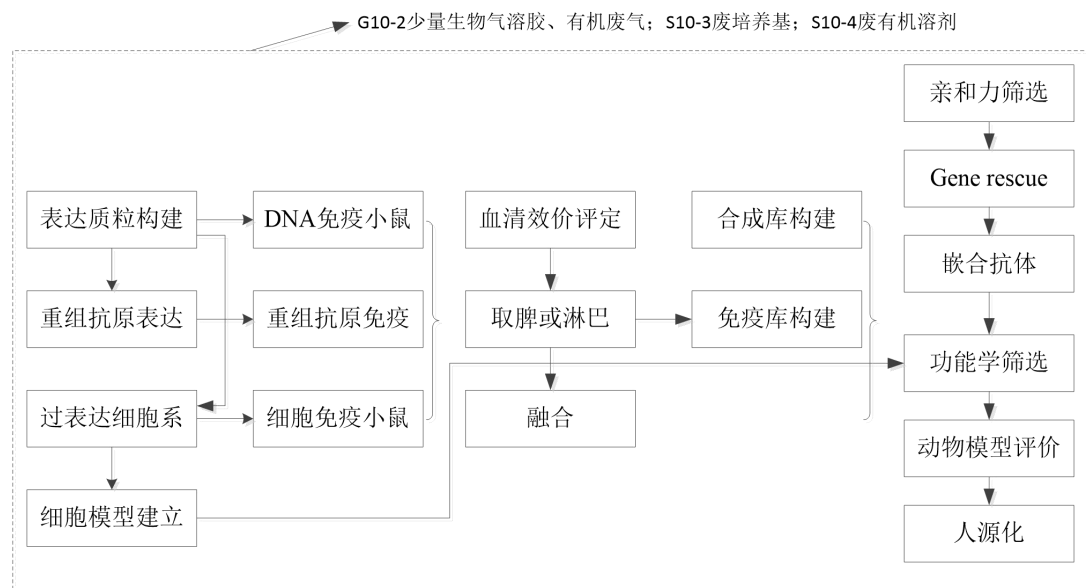 G10-2少量生物气溶胶、有机废气；S10-3废培养基；S10-4废有机溶剂
亲和力筛选
Gene rescue
表达质粒构建
DNA免疫小鼠
血清效价评定
合成库构建
嵌合抗体
重组抗原表达
重组抗原免疫
取脾或淋巴
免疫库构建
功能学筛选
过表达细胞系
细胞免疫小鼠
融合
动物模型评价
细胞模型建立
人源化